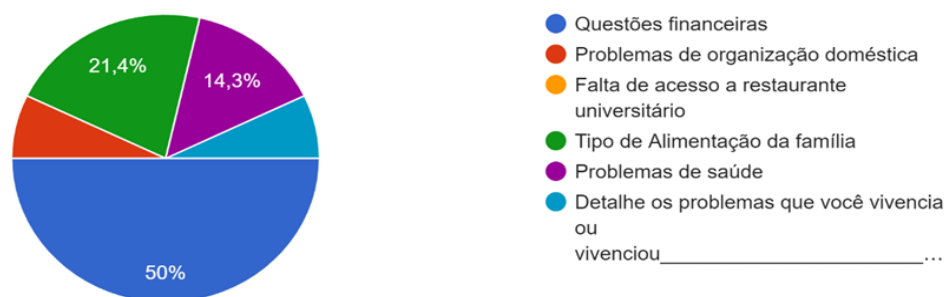 21,4%
14,3%
50%
Questões financeiras
Problemas de organização doméstica
Falta de acesso a restaurante
universitário
Tipo de Alimentação da família
Problemas de saúde
Detalhe os problemas que você vivencia
ou
vivenciou________________________…